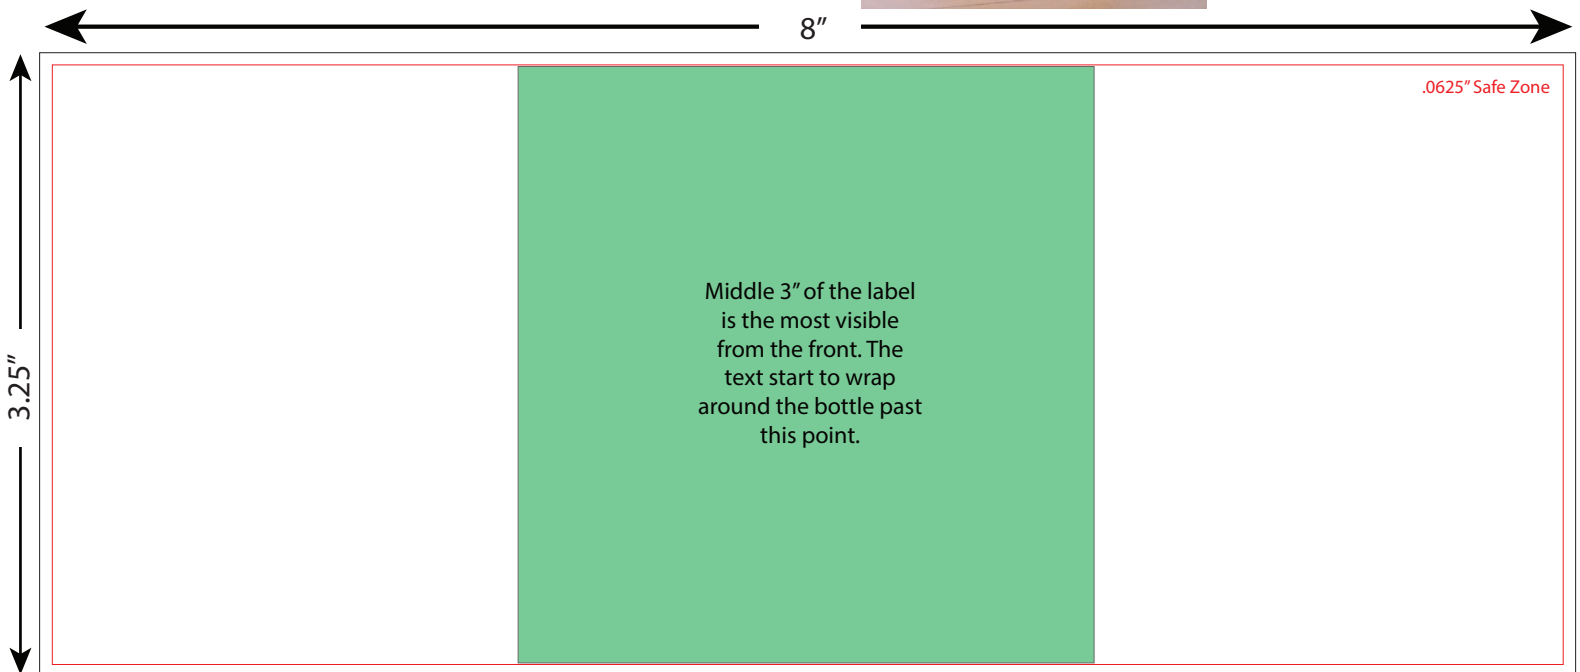 8″
.0625″ Safe Zone
3.25″
Middle 3″ of the label
is the most visible
from the front. The
text start to wrap
around the bottle past
this point.